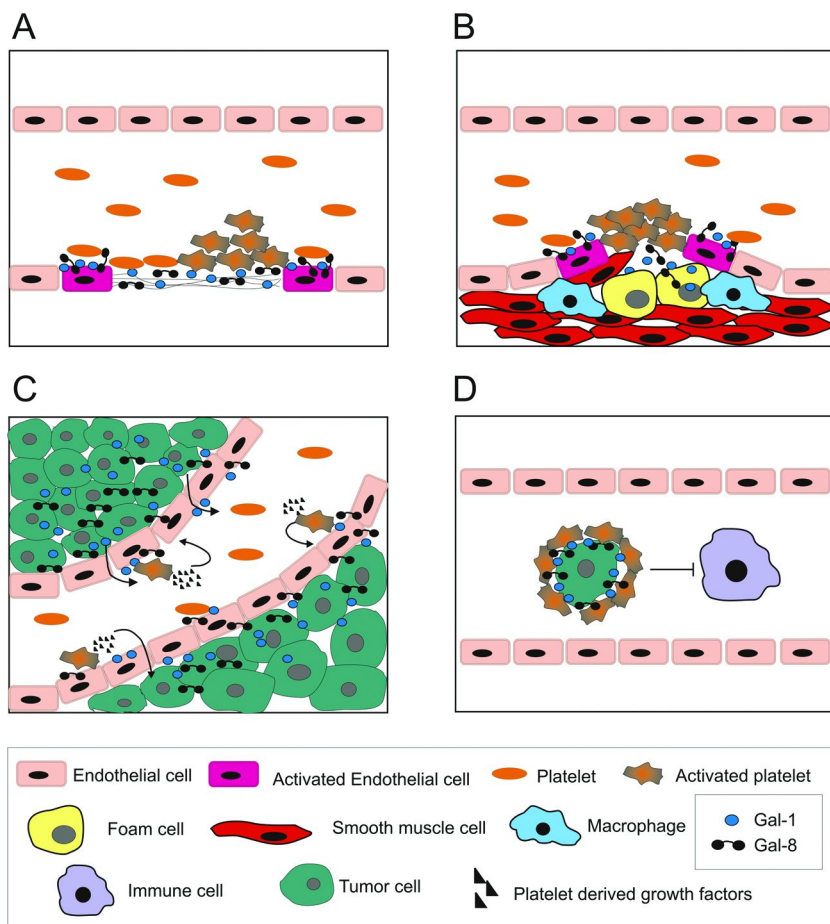 A
B
C
D
Endothelial cell
Activated Endothelial cell
Platelet
Activated platelet
Foam cell
Smooth muscle cell
Macrophage
Gal-1
Gal-8
Immune cell
Tumor cell
Platelet derived growth factors